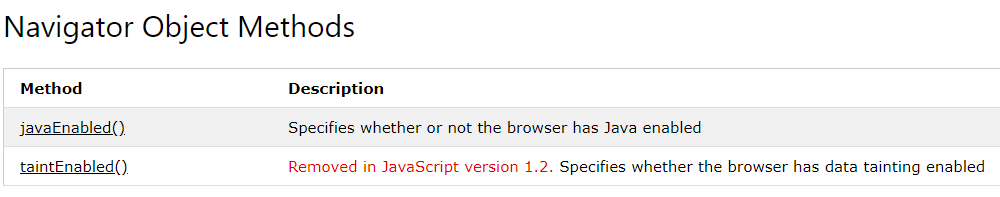 Navigator Object Methods
Method Description
javaEnabled() Specifies whether or not the browser has Java enabled
taintEnabled() Removed in JavaScript version 1.2. Specifies whether the browser has data tainting enabled